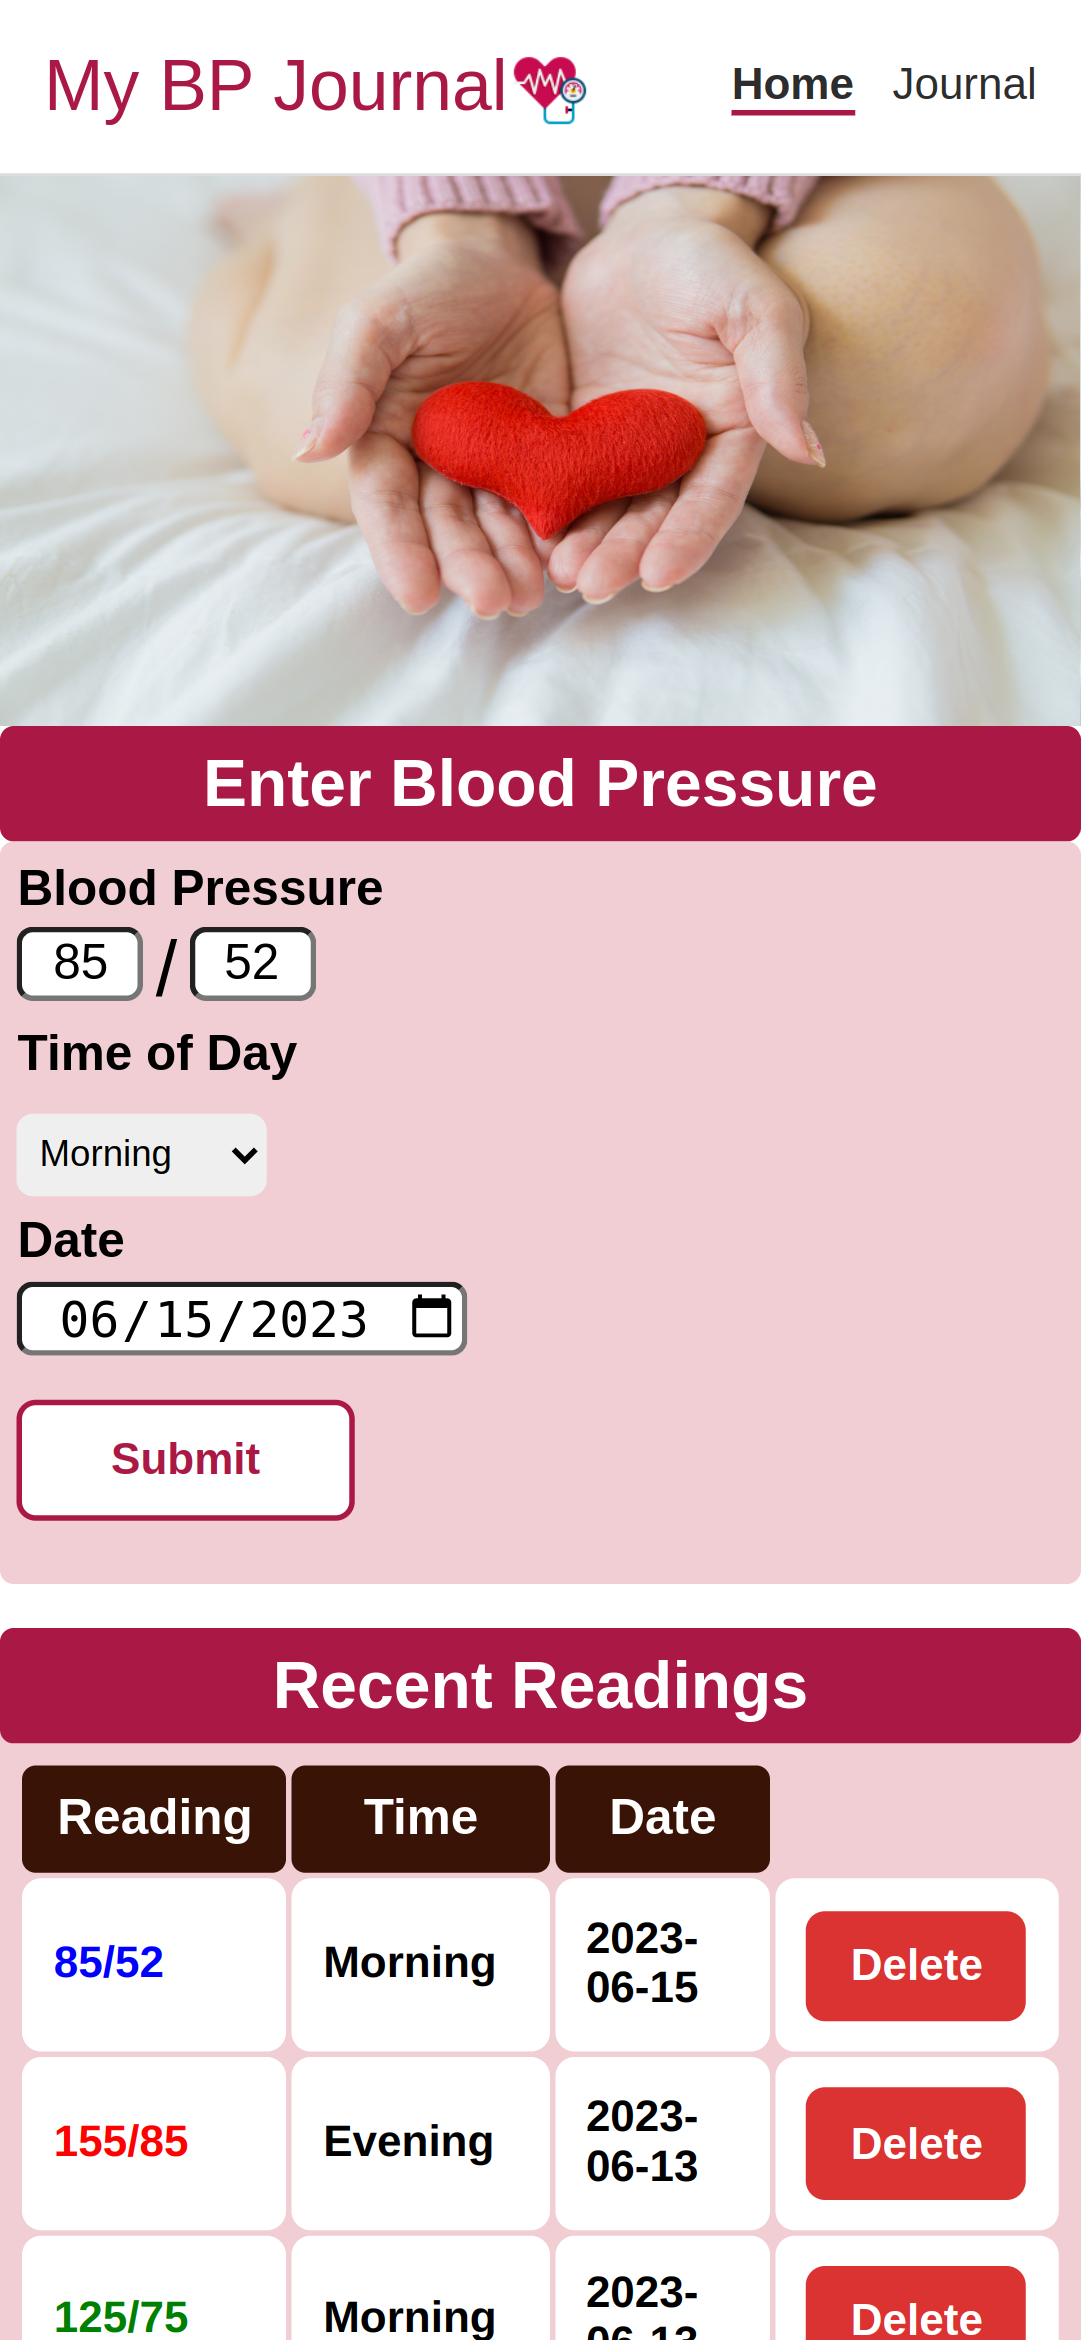 My BP Journal
Home Journal
Enter Blood Pressure
Blood Pressure
85 / 52
Time of Day
Morning
Date
06/15/2023
Submit
Recent Readings
Reading Time Date
85/52 Morning 2023-
06-15 Delete
155/85 Evening 2023-
06-13 Delete
125/75 Morning 2023-
06-13 Delete